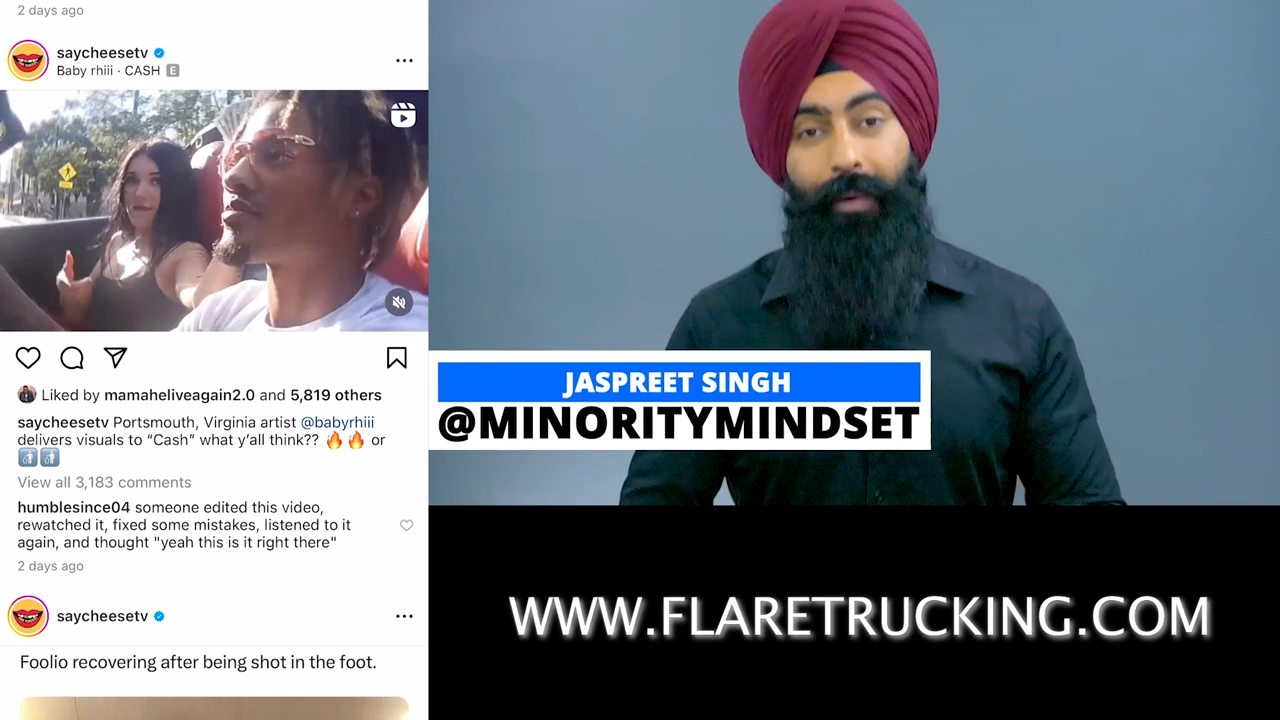 2 days ago
saycheesetv
Baby rhiii · CASH E
Liked by mamaheliveagain2.0 and 5,819 others
saycheesetv Portsmouth, Virginia artist @babyrhiii
delivers visuals to “Cash” what y’all think?? 🔥🔥 or
🚮🚮
View all 3,183 comments
humblesince04 someone edited this video,
rewatched it, fixed some mistakes, listened to it
again, and thought "yeah this is it right there"
2 days ago
saycheesetv
Foolio recovering after being shot in the foot.
JASPREET SINGH
@MINORITYMINDSET
WWW.FLARETRUCKING.COM